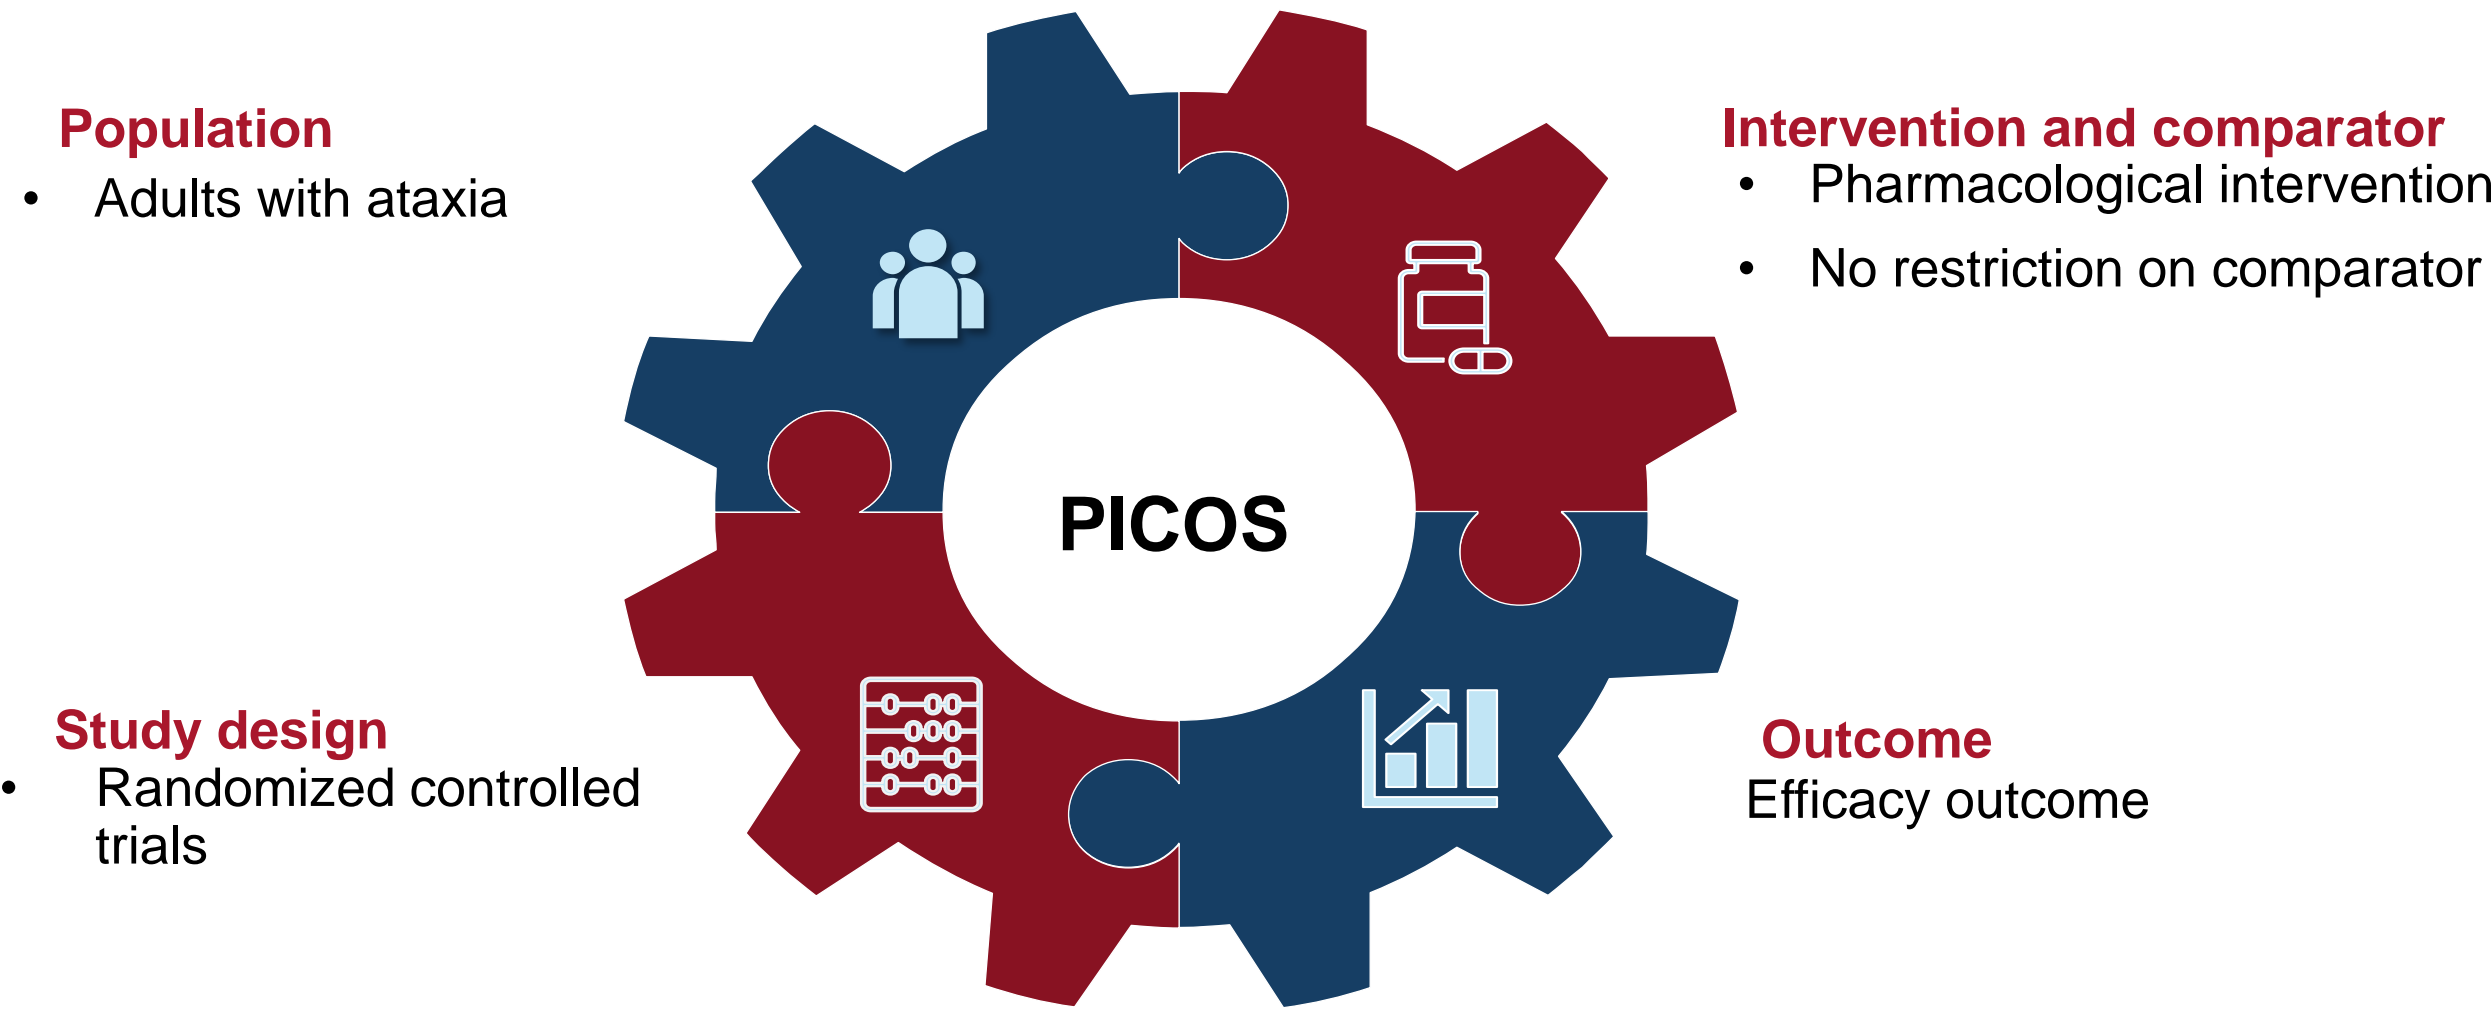 Population
• Adults with ataxia
Intervention and comparator
• Pharmacological intervention
• No restriction on comparator
PICOS
Study design
• Randomized controlled
trials
Outcome
Efficacy outcome